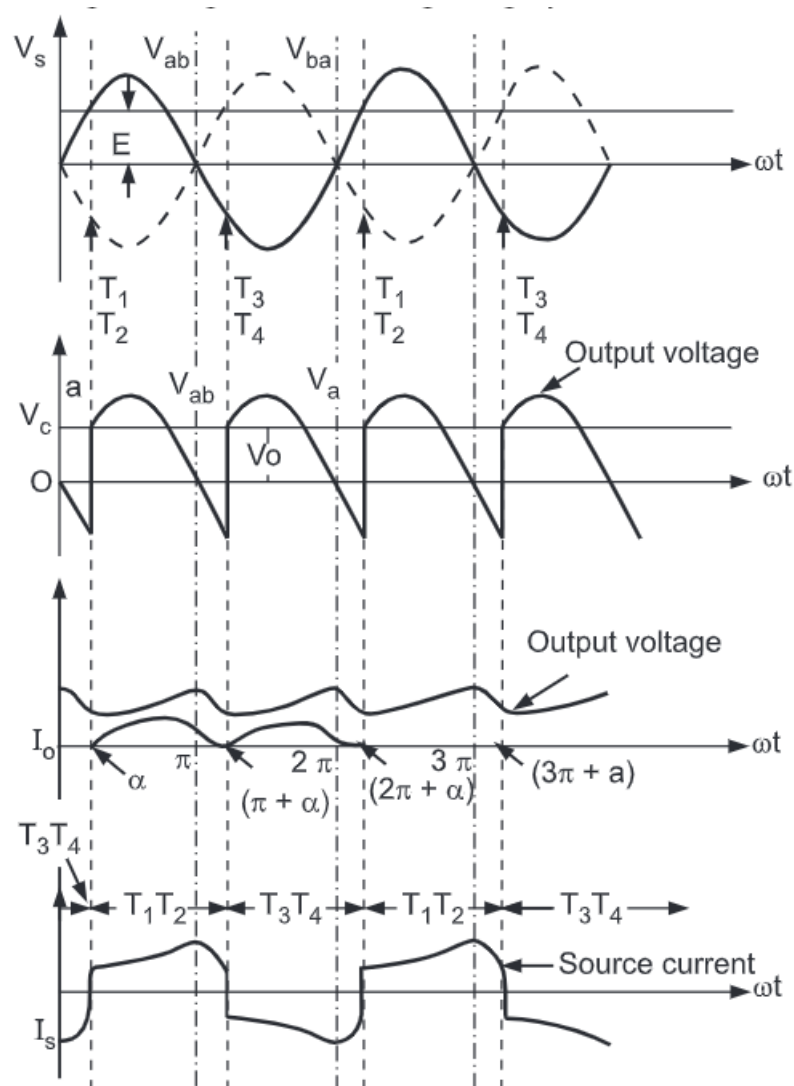 Vs Vab Vba
E
ωt
T1 T3 T1 T3
T2 T4 T2 T4
Output voltage
a Vab Va
Vc
Vo
O ωt
Output voltage
Io π 2 π 3 π ωt
α (π + α) (2π + α) (3π + a)
T3T4
T1T2 T3T4 T1T2 T3T4
Source current
ωt
Is